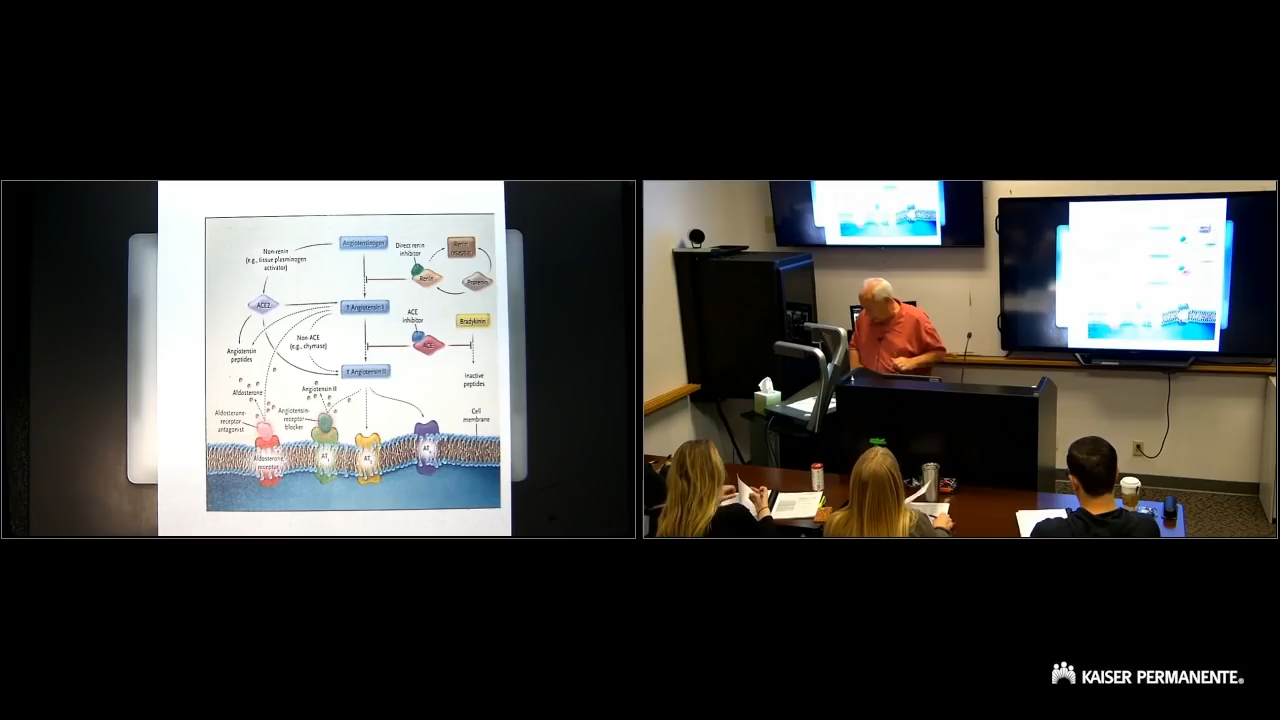 Angiotensinogen
Direct renin
inhibitor
Renin
receptor
Non-renin
(e.g., tissue plasminogen
activator)
Renin
Prorenin
ACE2
↑ Angiotensin I
ACE
inhibitor
Bradykinin
Non-ACE
(e.g., chymase)
ACE
Angiotensin
peptides
↑ Angiotensin II
Inactive
peptides
Aldosterone
Angiotensin II
Aldosterone-
receptor
antagonist
Angiotensin-
receptor
blocker
Cell
membrane
Aldosterone
receptor
AT
AT
AT
KAISER PERMANENTE®